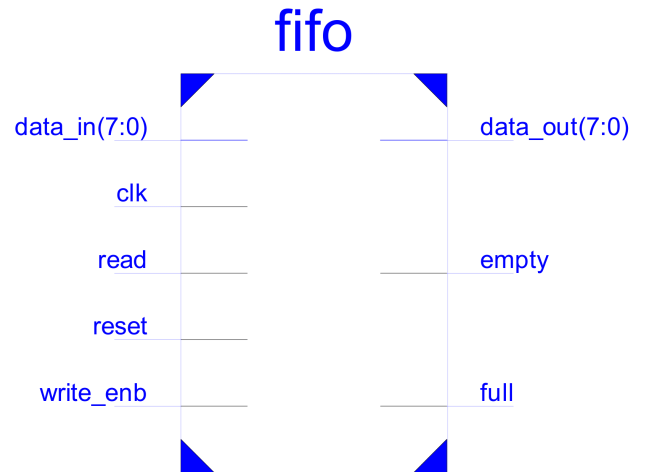 fifo
data_in(7:0)
data_out(7:0)
clk
read
empty
reset
write_enb
full